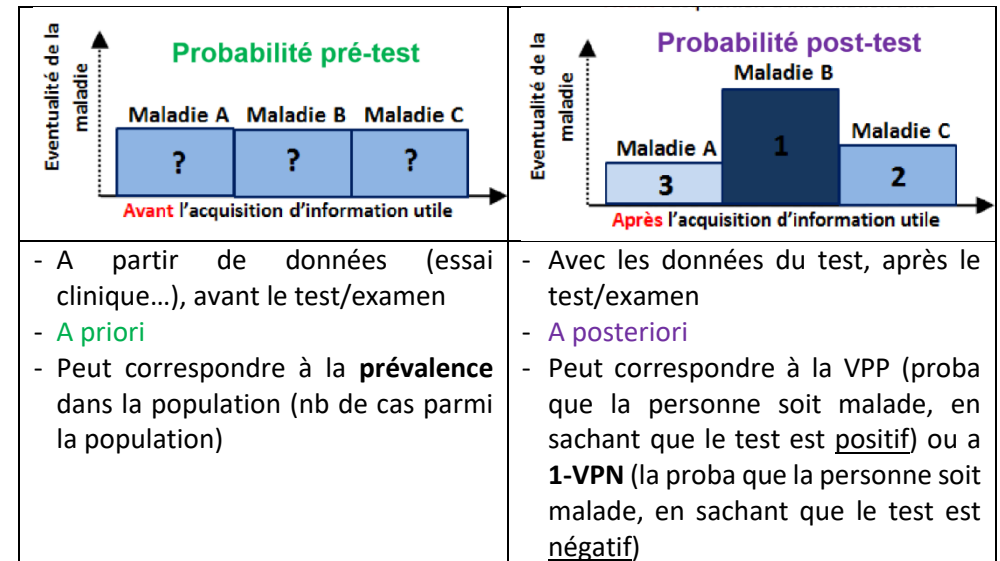 Probabilité pré-test
Eventualité de la
maladie
Maladie A Maladie B Maladie C
? ? ?
Avant l'acquisition d'information utile
Probabilité post-test
Eventualité de la
maladie
Maladie B
Maladie A
Maladie C
1
3
2
Après l'acquisition d'information utile
- A partir de données (essai
clinique…), avant le test/examen
- A priori
- Peut correspondre à la prévalence
dans la population (nb de cas parmi
la population)
- Avec les données du test, après le
test/examen
- A posteriori
- Peut correspondre à la VPP (proba
que la personne soit malade, en
sachant que le test est positif) ou a
1-VPN (la proba que la personne soit
malade, en sachant que le test est
négatif)